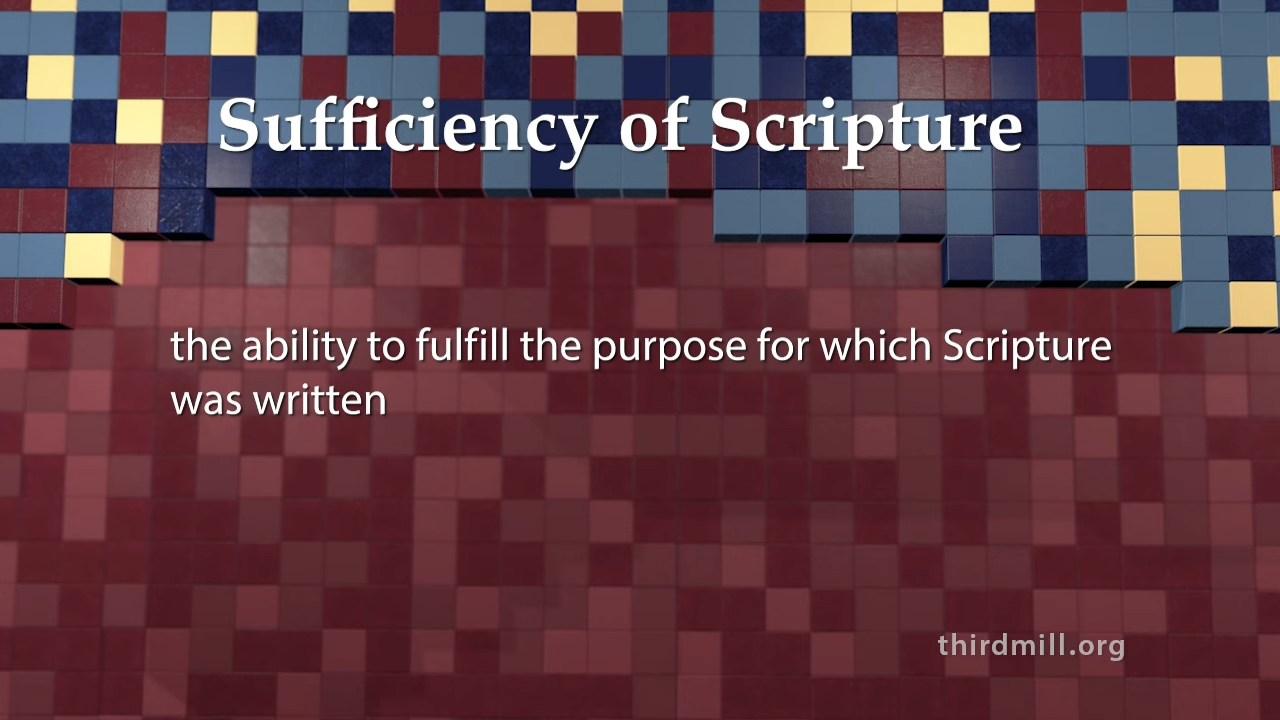 Sufficiency of Scripture
the ability to fulfill the purpose for which Scripture
was written
thirdmill.org